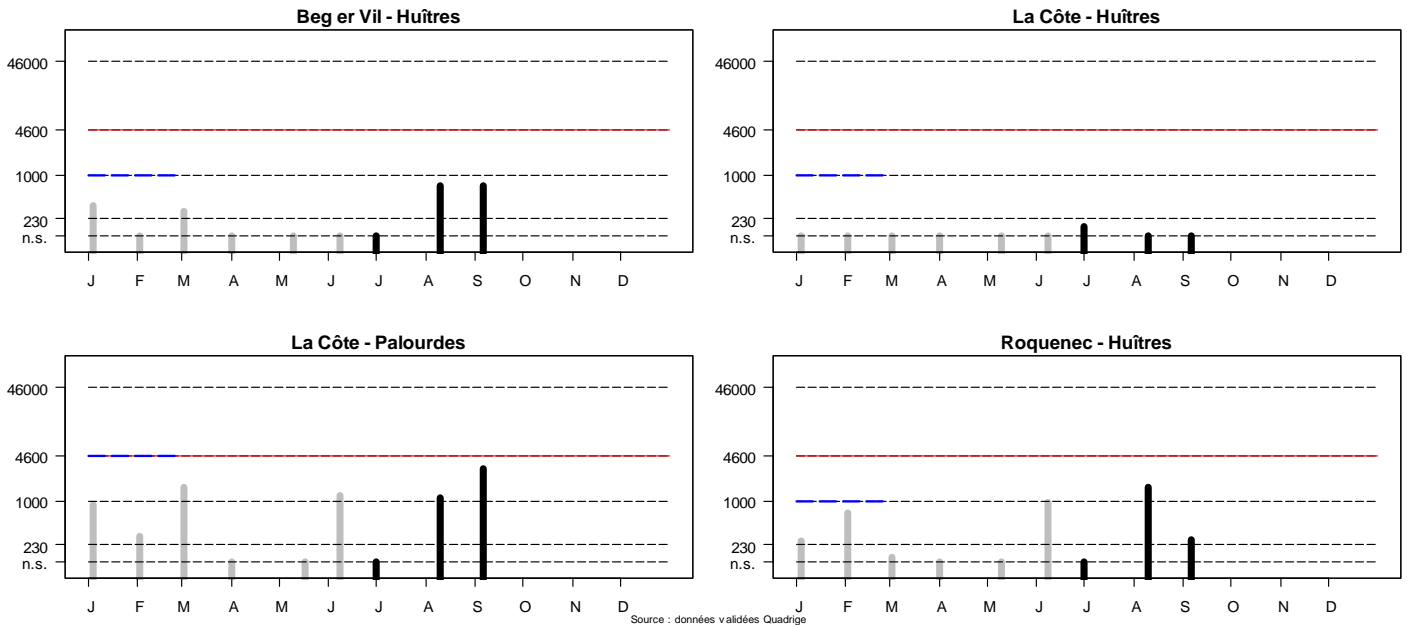 Beg er Vil - Huîtres
46000
4600
1000
230
n.s.
J F M A M J J A S O N D
La Côte - Huîtres
46000
4600
1000
230
n.s.
J F M A M J J A S O N D
La Côte - Palourdes
46000
4600
1000
230
n.s.
J F M A M J J A S O N D
Roquenec - Huîtres
46000
4600
1000
230
n.s.
J F M A M J J A S O N D
Source : données validées Quadrige